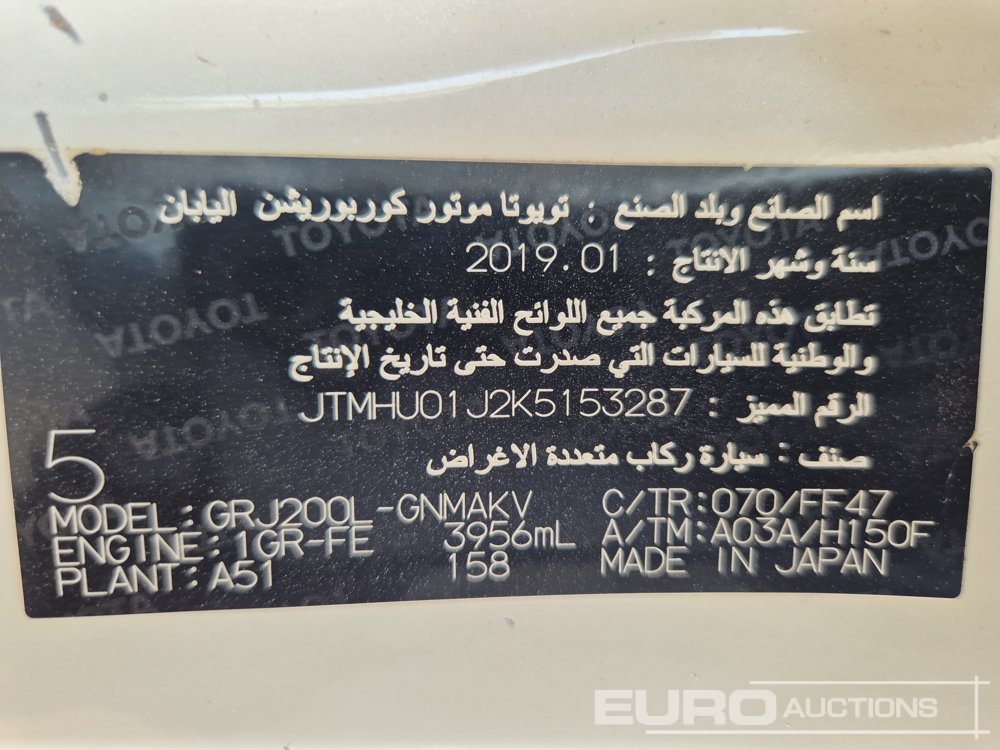 اسم الصانع وبلد الصنع : تويوتا موتور كوربوريشن اليابان
سنة وشهر الانتاج : 2019.01
تطابق هذه المركبة جميع اللوائح الفنية الخليجية
والوطنية للسيارات التي صدرت حتى تاريخ الإنتاج
الرقم المميز : JTMHU01J2K5153287
صنف : سيارة ركاب متعددة الاغراض
5
MODEL:GRJ200L-GNMAKV C/TR:070/FF47
ENGINE:1GR-FE 3956mL A/TM:A03A/H150F
PLANT:A51 158 MADE IN JAPAN
TOYOTA
EURO AUCTIONS